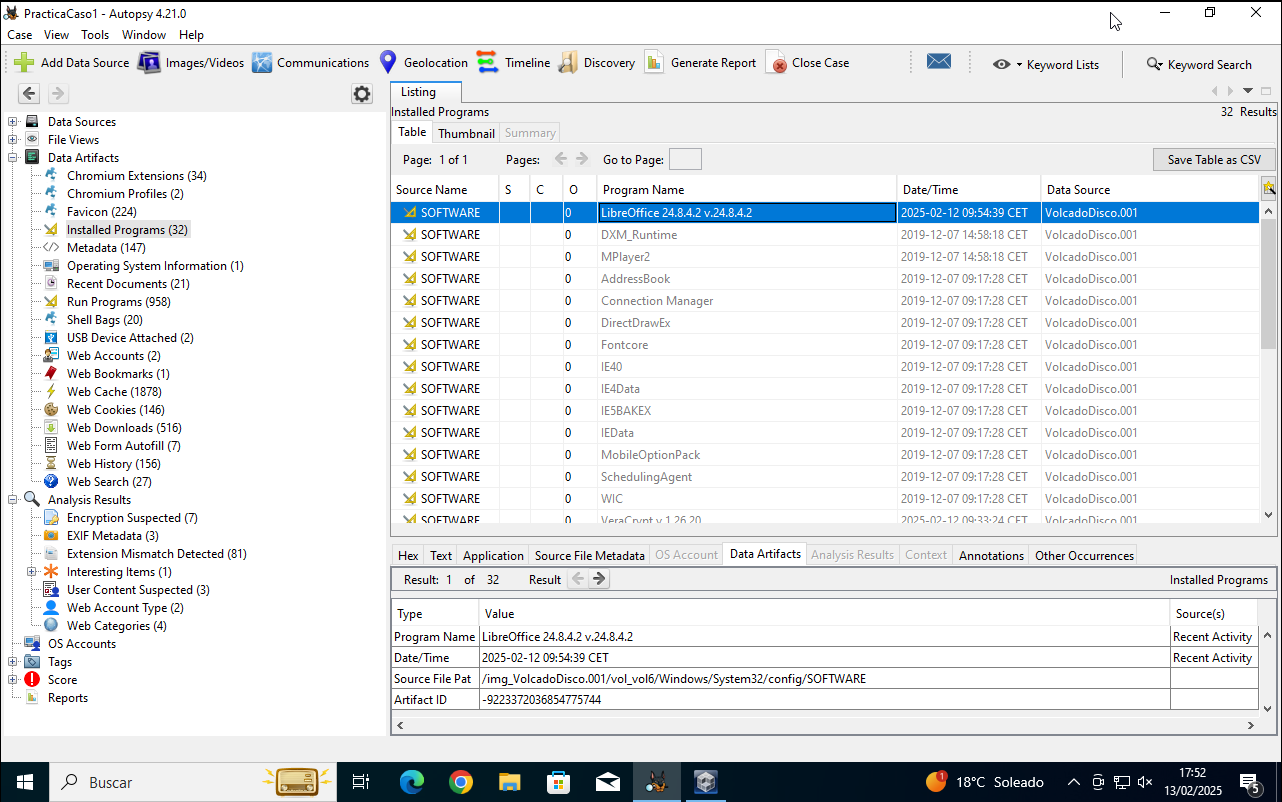 PracticaCaso1 - Autopsy 4.21.0
Case View Tools Window Help
Add Data Source Images/Videos Communications Geolocation Timeline Discovery Generate Report Close Case Keyword Lists Keyword Search
Data Sources
File Views
Data Artifacts
Chromium Extensions (34)
Chromium Profiles (2)
Favicon (224)
Installed Programs (32)
Metadata (147)
Operating System Information (1)
Recent Documents (21)
Run Programs (958)
Shell Bags (20)
USB Device Attached (2)
Web Accounts (2)
Web Bookmarks (1)
Web Cache (1878)
Web Cookies (146)
Web Downloads (516)
Web Form Autofill (7)
Web History (156)
Web Search (27)
Analysis Results
Encryption Suspected (7)
EXIF Metadata (3)
Extension Mismatch Detected (81)
Interesting Items (1)
User Content Suspected (3)
Web Account Type (2)
Web Categories (4)
OS Accounts
Tags
Score
Reports
Listing
Installed Programs 32 Results
Table Thumbnail Summary
Page: 1 of 1 Pages: Go to Page: Save Table as CSV
Source Name S C O Program Name Date/Time Data Source
SOFTWARE 0 LibreOffice 24.8.4.2 v.24.8.4.2 2025-02-12 09:54:39 CET VolcadoDisco.001
SOFTWARE 0 DXM_Runtime 2019-12-07 14:58:18 CET VolcadoDisco.001
SOFTWARE 0 MPlayer2 2019-12-07 14:58:18 CET VolcadoDisco.001
SOFTWARE 0 AddressBook 2019-12-07 09:17:28 CET VolcadoDisco.001
SOFTWARE 0 Connection Manager 2019-12-07 09:17:28 CET VolcadoDisco.001
SOFTWARE 0 DirectDrawEx 2019-12-07 09:17:28 CET VolcadoDisco.001
SOFTWARE 0 Fontcore 2019-12-07 09:17:28 CET VolcadoDisco.001
SOFTWARE 0 IE40 2019-12-07 09:17:28 CET VolcadoDisco.001
SOFTWARE 0 IE4Data 2019-12-07 09:17:28 CET VolcadoDisco.001
SOFTWARE 0 IE5BAKEX 2019-12-07 09:17:28 CET VolcadoDisco.001
SOFTWARE 0 IEData 2019-12-07 09:17:28 CET VolcadoDisco.001
SOFTWARE 0 MobileOptionPack 2019-12-07 09:17:28 CET VolcadoDisco.001
SOFTWARE 0 SchedulingAgent 2019-12-07 09:17:28 CET VolcadoDisco.001
SOFTWARE 0 WIC 2019-12-07 09:17:28 CET VolcadoDisco.001
SOFTWARE 0 VeraCrypt v.1.26.20 2025-02-12 09:33:24 CET VolcadoDisco.001
Hex Text Application Source File Metadata OS Account Data Artifacts Analysis Results Context Annotations Other Occurrences
Result: 1 of 32 Result Installed Programs
Type Value Source(s)
Program Name LibreOffice 24.8.4.2 v.24.8.4.2 Recent Activity
Date/Time 2025-02-12 09:54:39 CET Recent Activity
Source File Pat /img_VolcadoDisco.001/vol_vol6/Windows/System32/config/SOFTWARE
Artifact ID -9223372036854775744
Buscar
1 18°C Soleado
17:52
13/02/2025
5